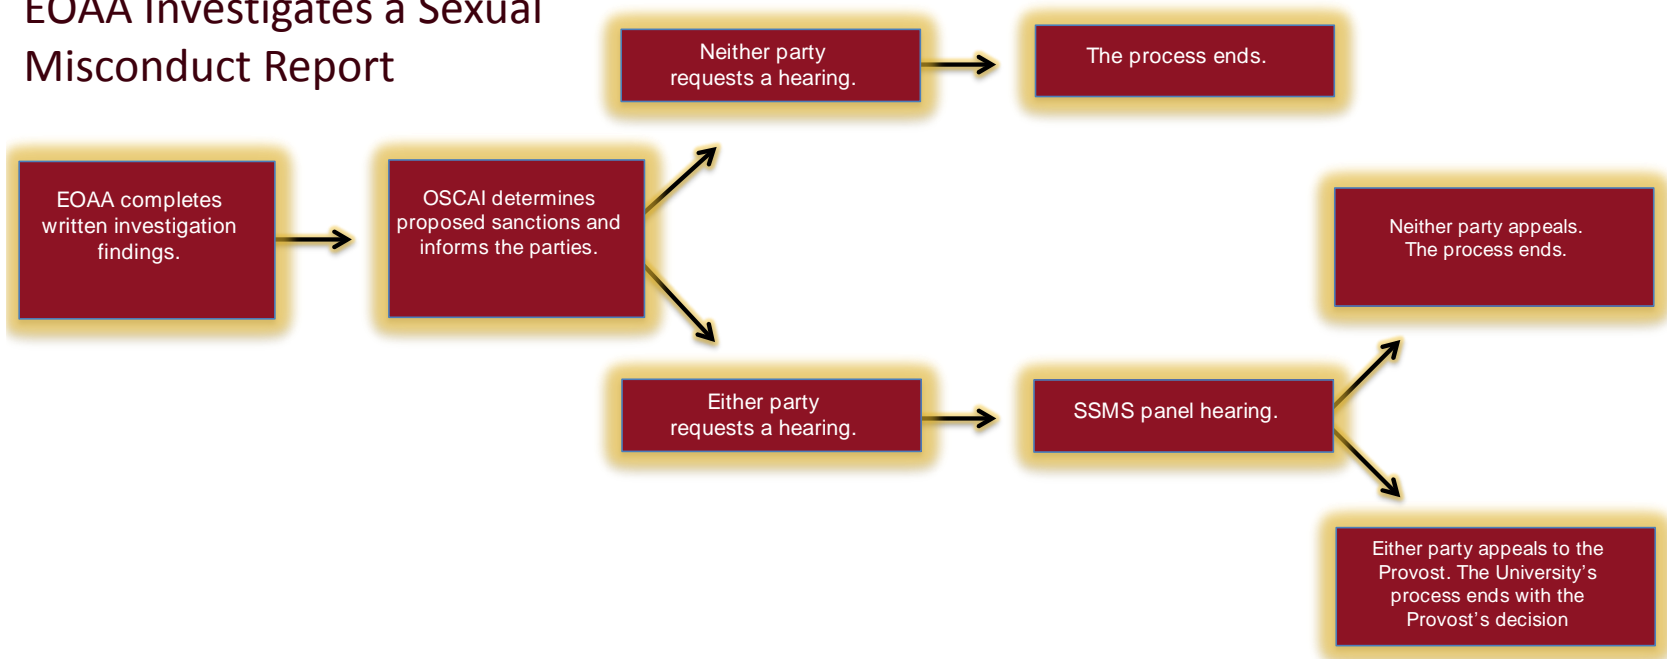 EOAA Investigates a Sexual
Misconduct Report
Neither party
requests a hearing.
The process ends.
EOAA completes
written investigation
findings.
OSCAI determines
proposed sanctions and
informs the parties.
Neither party appeals.
The process ends.
Either party
requests a hearing.
SSMS panel hearing.
Either party appeals to the
Provost. The University’s
process ends with the
Provost’s decision